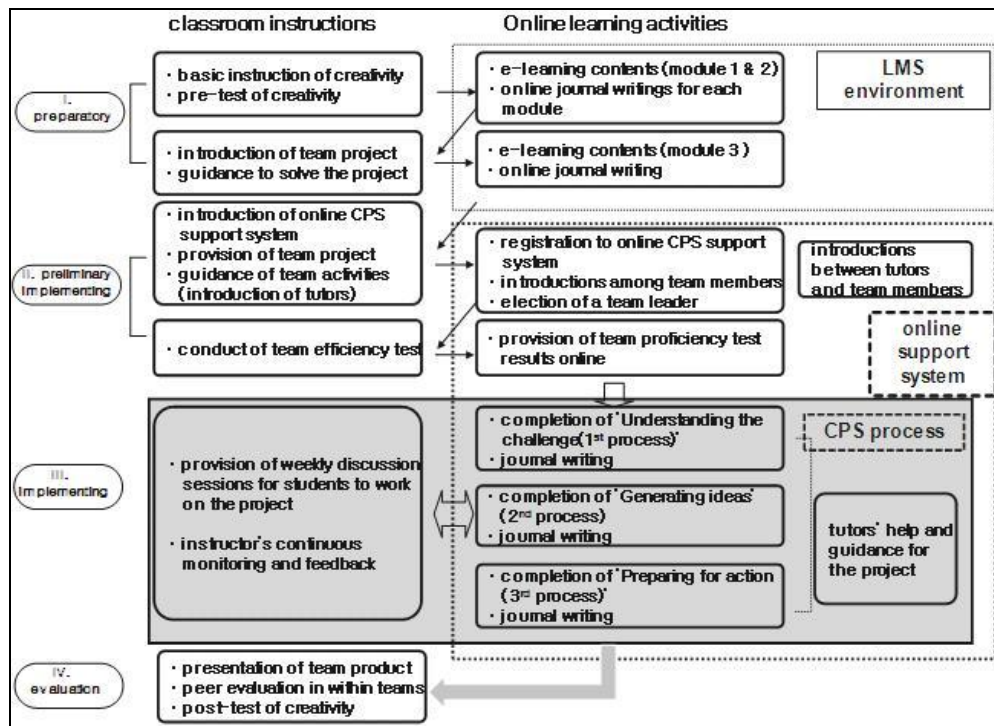 classroom instructions
Online learning activities
I.
preparatory
· basic instruction of creativity
· pre-test of creativity
· e-learning contents (module 1 & 2)
· online journal writings for each
module
LMS
environment
· introduction of team project
· guidance to solve the project
· e-learning contents (module 3)
· online journal writing
II. preliminary
implementing
· introduction of online CPS
support system
· provision of team project
· guidance of team activities
(introduction of tutors)
· registration to online CPS support
system
· introductions among team members
· election of a team leader
introductions
between tutors
and team members
· conduct of team efficiency test
· provision of team proficiency test
results online
online
support
system
III.
implementing
· provision of weekly discussion
sessions for students to work
on the project
· instructor's continuous
monitoring and feedback
· completion of 'Understanding the
challenge(1st process)'
· journal writing
CPS process
· completion of 'Generating ideas'
(2nd process)
· journal writing
tutors' help and
guidance for
the project
· completion of 'Preparing for action
(3rd process)'
· journal writing
IV.
evaluation
· presentation of team product
· peer evaluation in within teams
· post-test of creativity